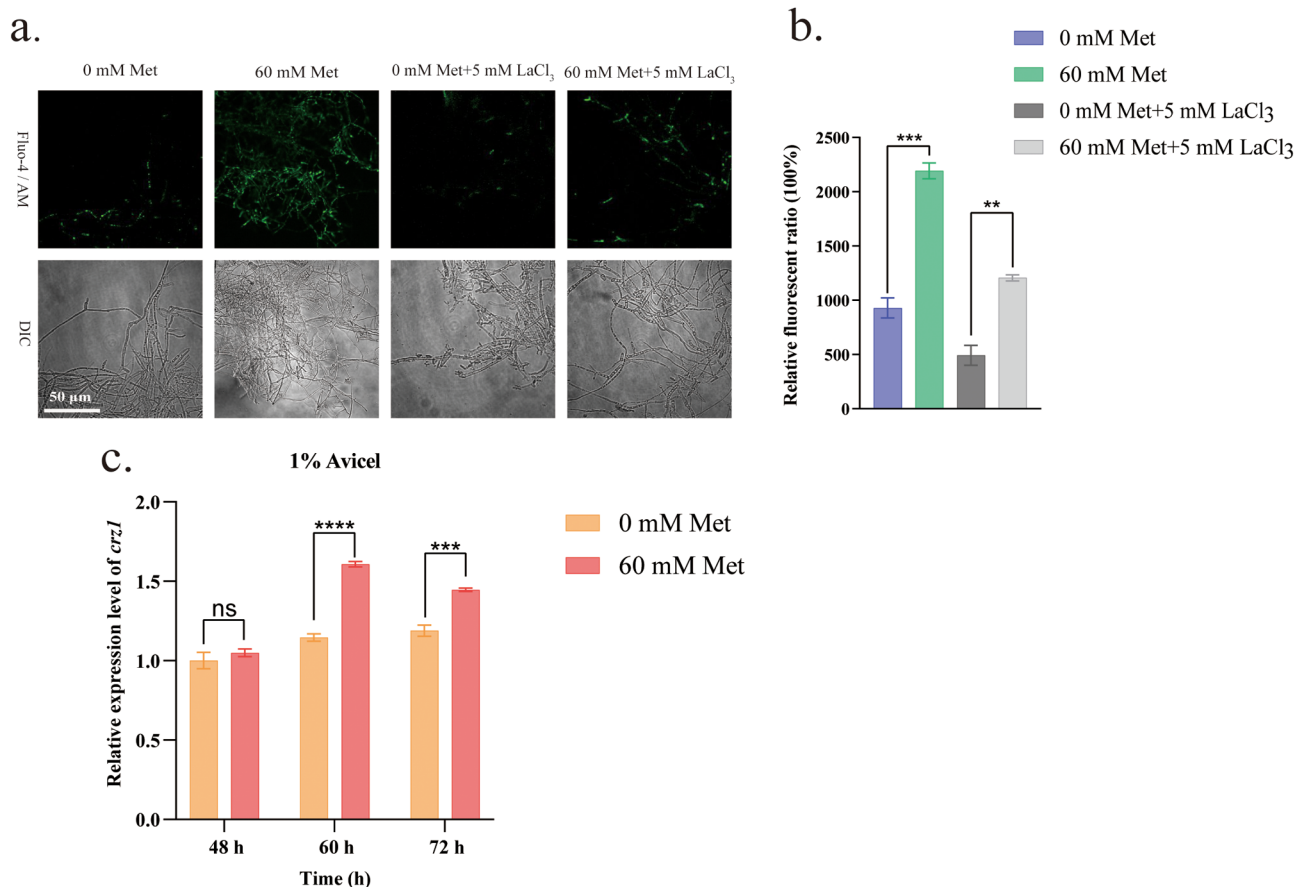 a.
0 mM Met
60 mM Met
0 mM Met+5 mM LaCl3
60 mM Met+5 mM LaCl3
Fluo-4 / AM
DIC
50 μm
b.
0 mM Met
60 mM Met
0 mM Met+5 mM LaCl3
60 mM Met+5 mM LaCl3
Relative fluorescent ratio (100%)
2500
2000
1500
1000
500
0
***
**
c.
1% Avicel
0 mM Met
60 mM Met
Relative expression level of crz1
2.0
1.5
1.0
0.5
0.0
ns
****
***
48 h
60 h
72 h
Time (h)